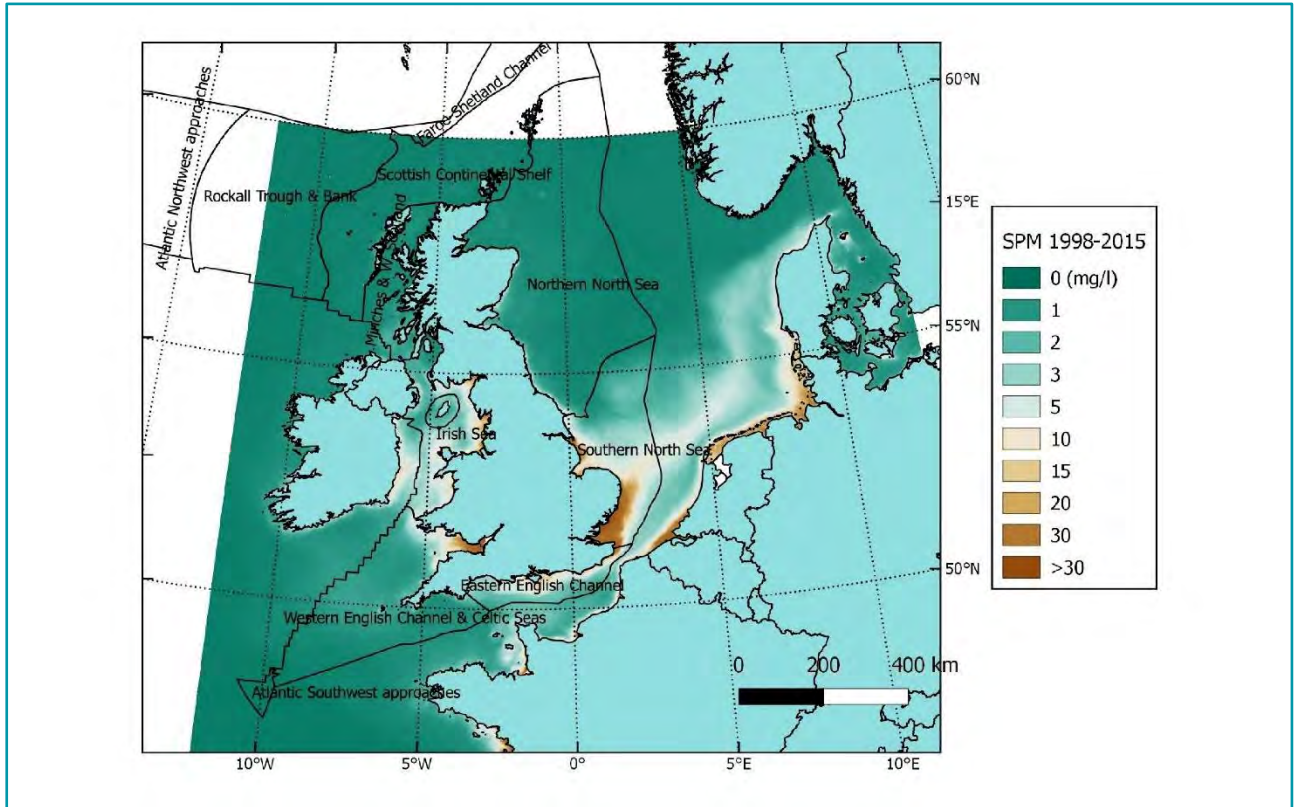 60°N
Faroe-Shetland Channel
Atlantic Northwest approaches
Scottish Continental Shelf
Rockall Trough & Bank
15°E
SPM 1998-2015
0 (mg/l)
1
2
3
5
10
15
20
30
>30
Northern North Sea
Minches &
55°N
Irish Sea
Southern North Sea
50°N
Eastern English Channel
Western English Channel & Celtic Seas
0 200 400 km
Atlantic Southwest approaches
10°W 5°W 0° 5°E 10°E